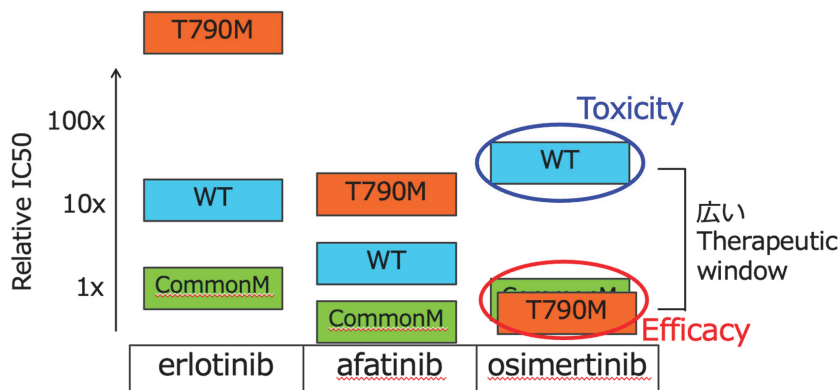 T790M
Relative IC50
100x
10x
1x
WT
CommonM
T790M
WT
CommonM
Toxicity
WT
CommonM
T790M
Efficacy
広い
Therapeutic
window
erlotinib
afatinib
osimertinib